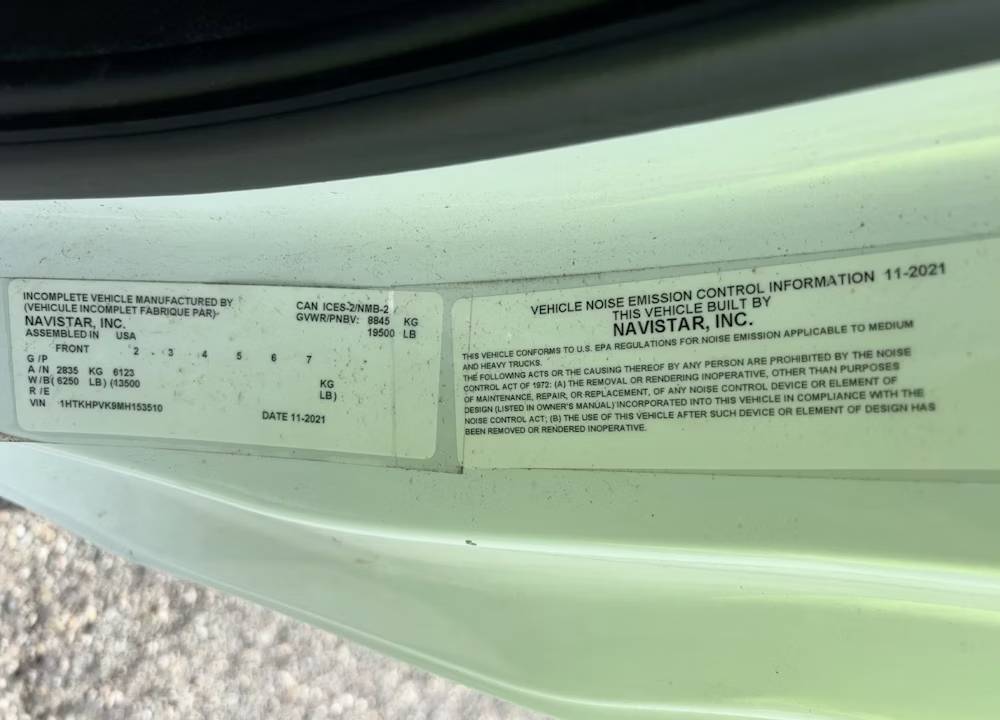 INCOMPLETE VEHICLE MANUFACTURED BY
(VEHICULE INCOMPLET FABRIQUE PAR)
NAVISTAR, INC.
ASSEMBLED IN USA
CAN ICES-2/NMB-2
GVWR/PNBV: 8845 KG
19500 LB
FRONT 2 3 4 5 6 7
G /P
A /N 2835 KG 6123 KG
W/B( 6250 LB) (13500 LB)
R /E
VIN 1HTKHPVK9MH153510
DATE 11-2021
VEHICLE NOISE EMISSION CONTROL INFORMATION 11-2021
THIS VEHICLE BUILT BY
NAVISTAR, INC.
THIS VEHICLE CONFORMS TO U.S. EPA REGULATIONS FOR NOISE EMISSION APPLICABLE TO MEDIUM
AND HEAVY TRUCKS.
THE FOLLOWING ACTS OR THE CAUSING THEREOF BY ANY PERSON ARE PROHIBITED BY THE NOISE
CONTROL ACT OF 1972: (A) THE REMOVAL OR RENDERING INOPERATIVE, OTHER THAN PURPOSES
OF MAINTENANCE, REPAIR, OR REPLACEMENT, OF ANY NOISE CONTROL DEVICE OR ELEMENT OF
DESIGN (LISTED IN OWNER'S MANUAL) INCORPORATED INTO THIS VEHICLE IN COMPLIANCE WITH THE
NOISE CONTROL ACT; (B) THE USE OF THIS VEHICLE AFTER SUCH DEVICE OR ELEMENT OF DESIGN HAS
BEEN REMOVED OR RENDERED INOPERATIVE.